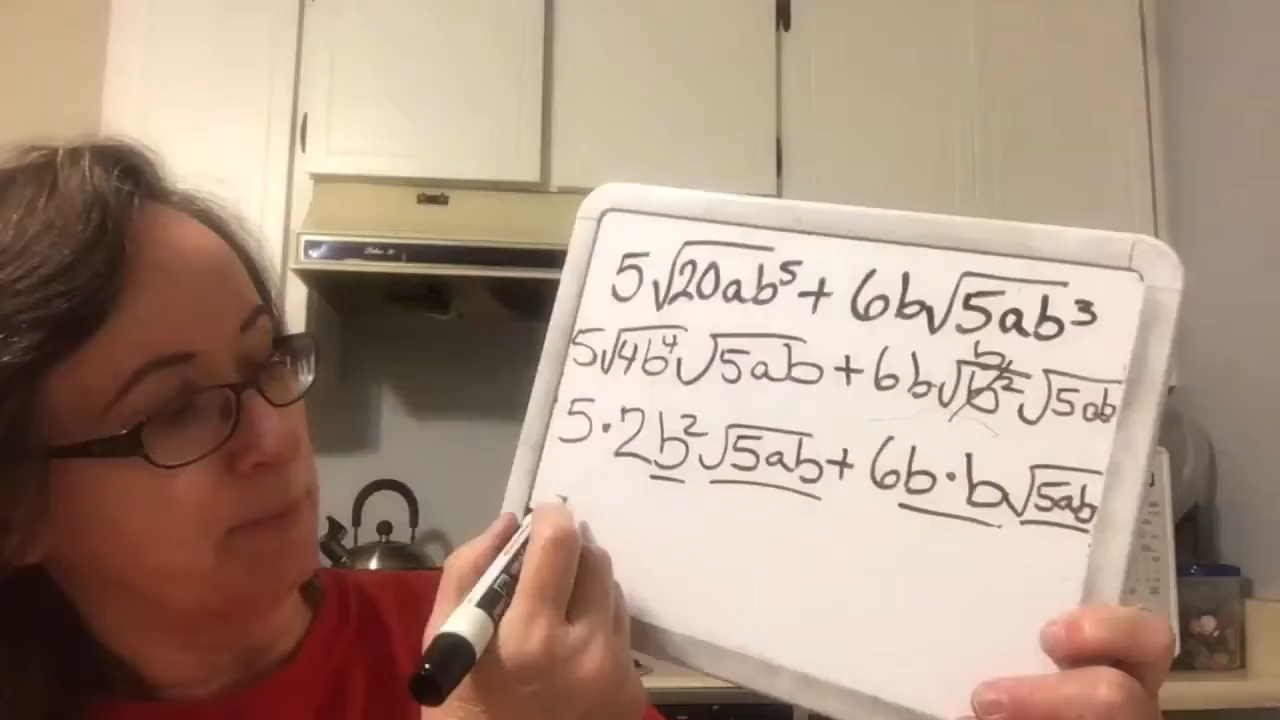 5√20ab⁵ + 6b√5ab³
5√4b⁴ √5ab + 6b√b² √5ab
b
5·2b² √5ab + 6b·b√5ab